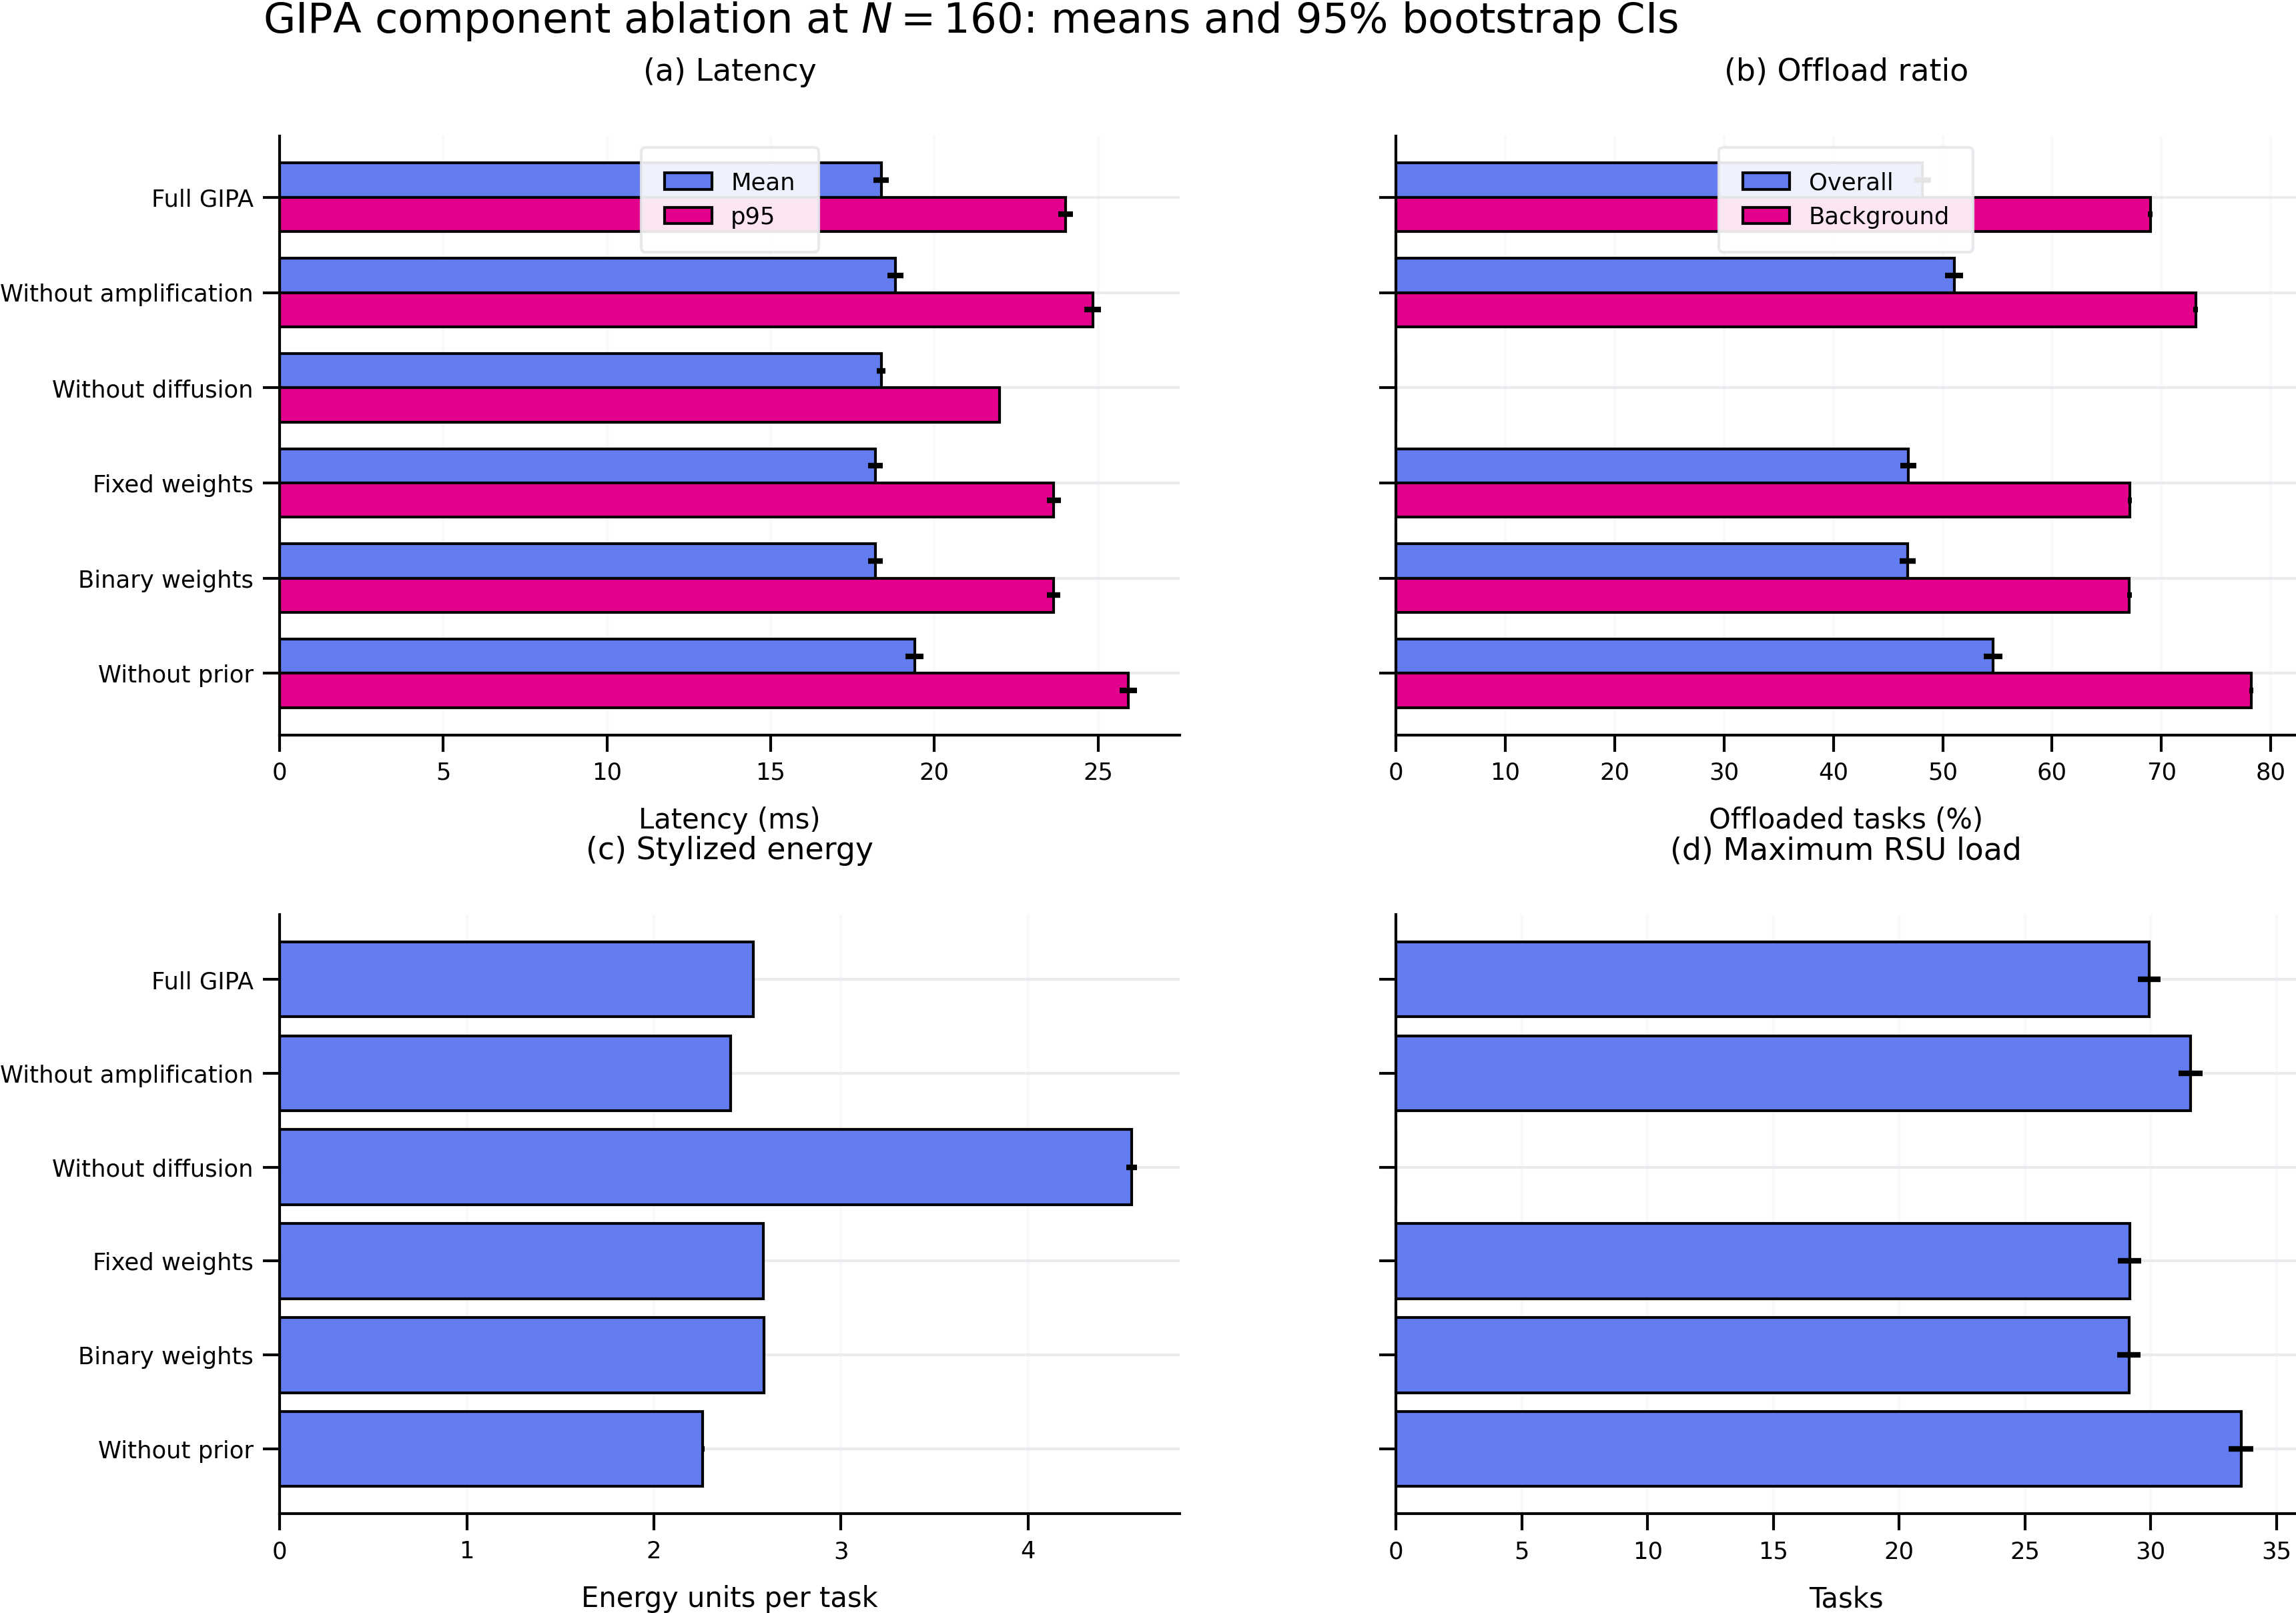 GIPA component ablation at N = 160: means and 95% bootstrap CIs
(a) Latency
Mean
p95
Full GIPA
Without amplification
Without diffusion
Fixed weights
Binary weights
Without prior
0 5 10 15 20 25
Latency (ms)
(b) Offload ratio
Overall
Background
0 10 20 30 40 50 60 70 80
Offloaded tasks (%)
(c) Stylized energy
Full GIPA
Without amplification
Without diffusion
Fixed weights
Binary weights
Without prior
0 1 2 3 4
Energy units per task
(d) Maximum RSU load
0 5 10 15 20 25 30 35
Tasks